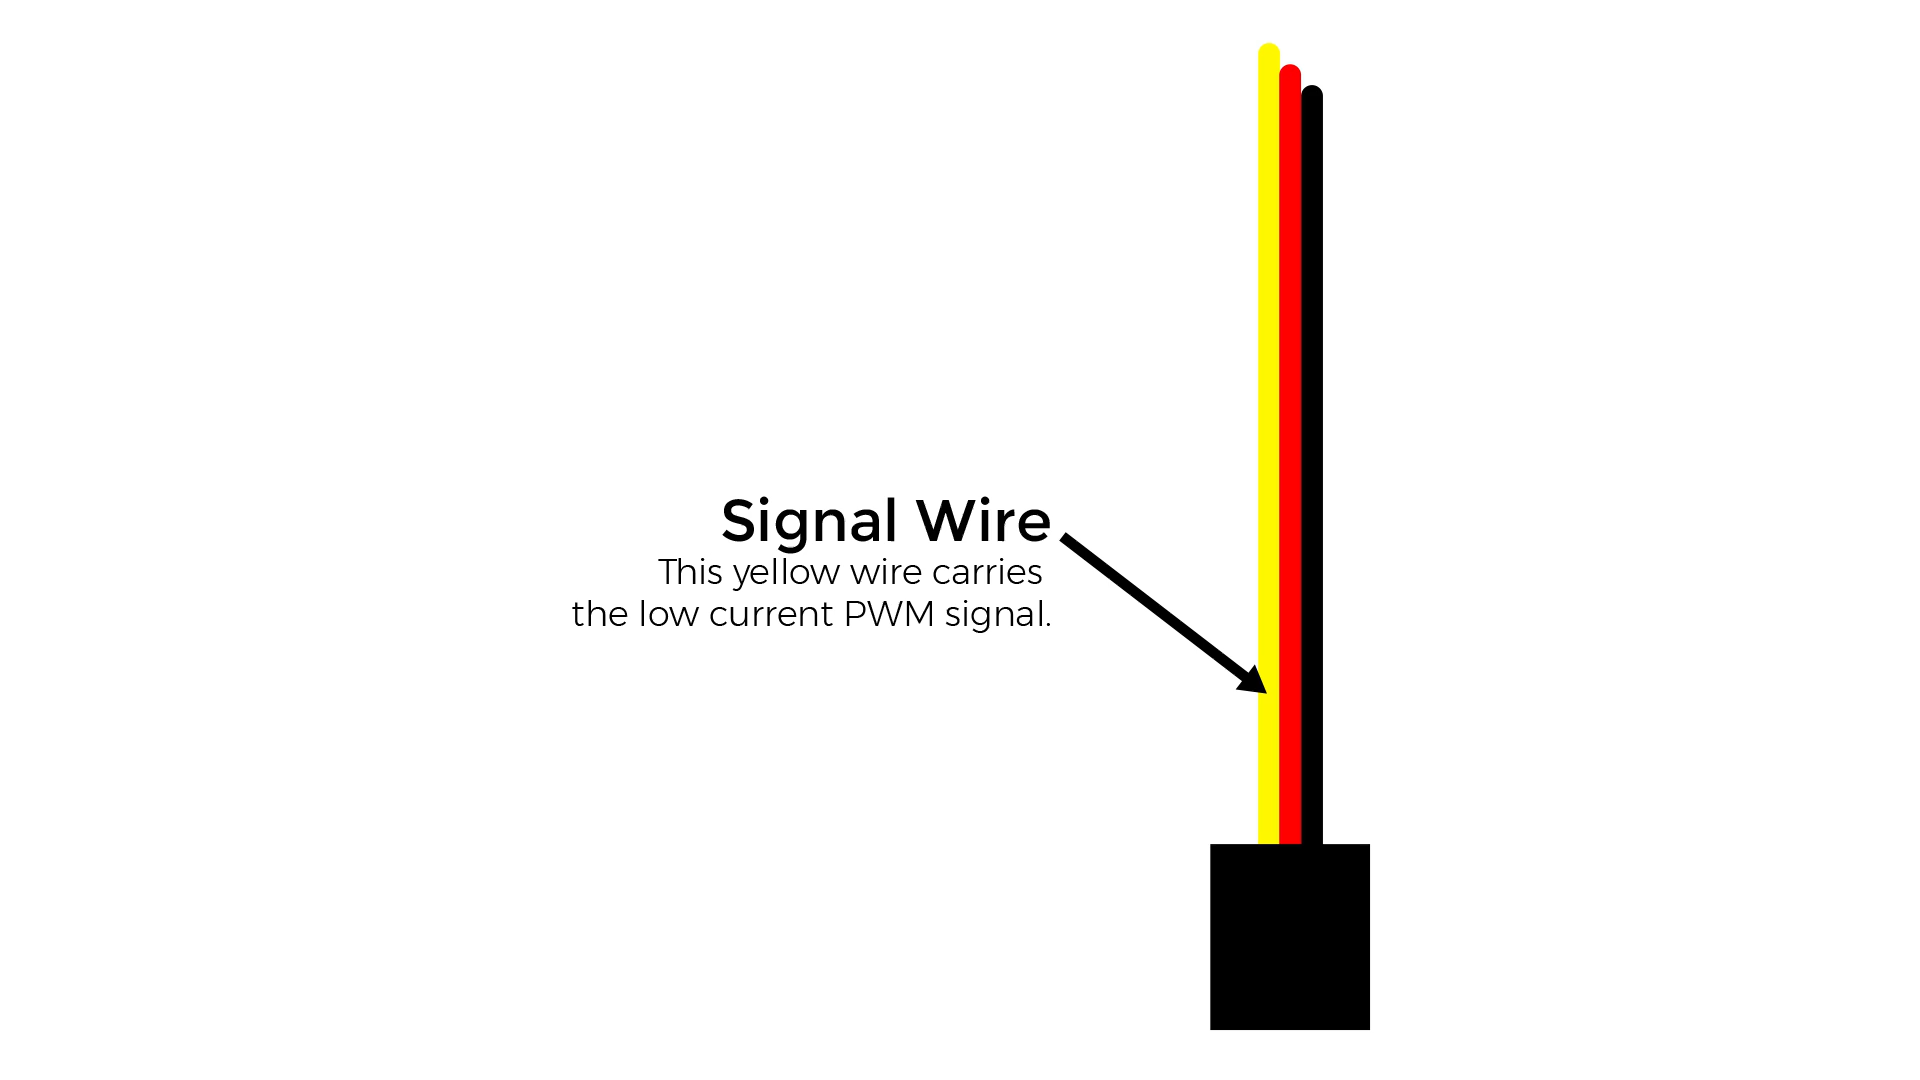 Signal Wire
This yellow wire carries
the low current PWM signal.